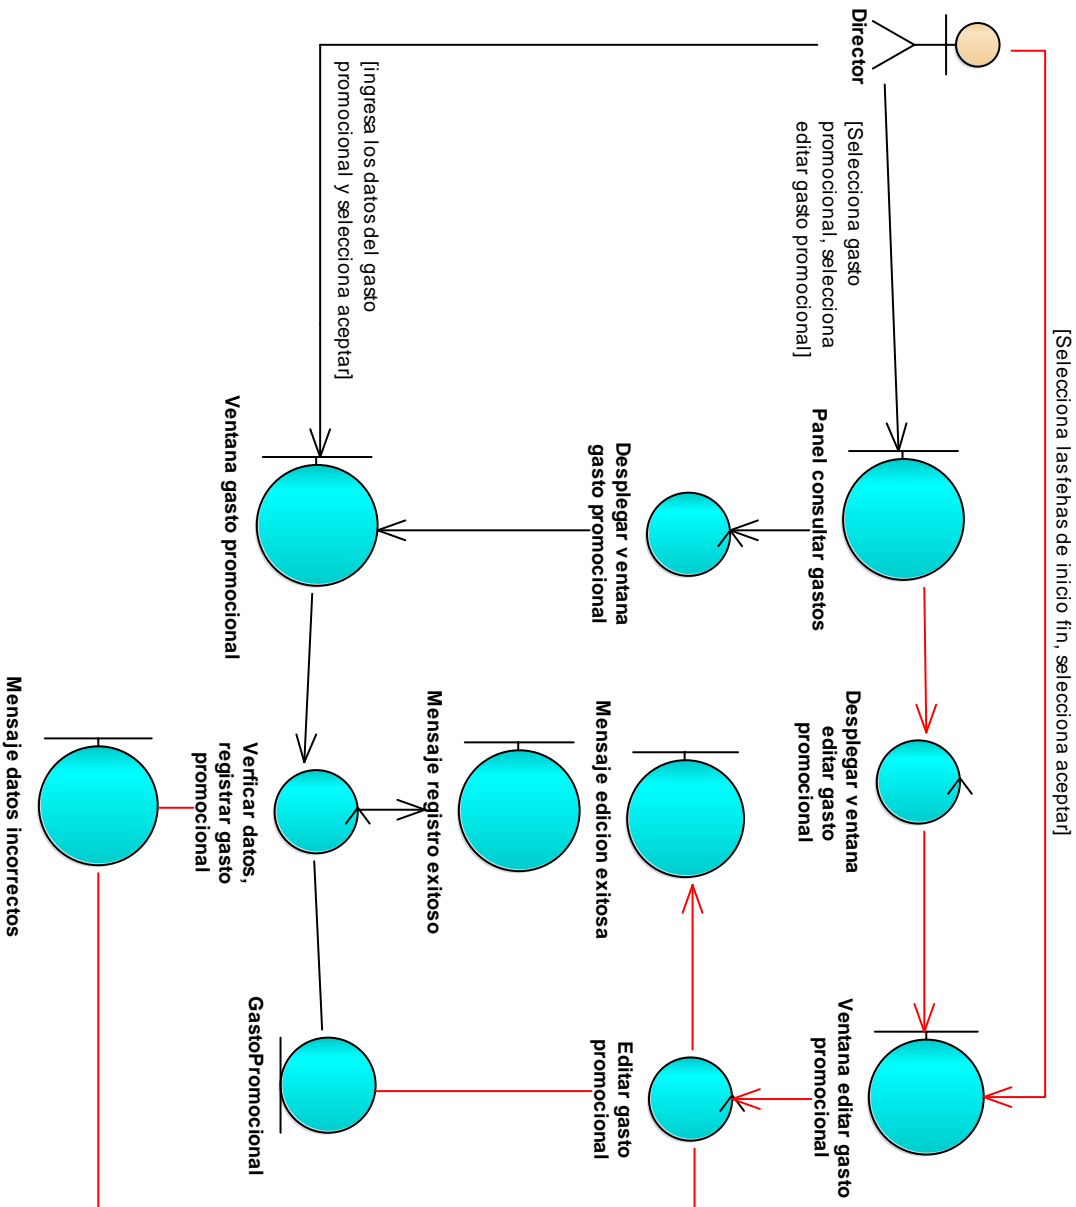 [Selecciona las fehas de inicio fin, selecciona aceptar]
Director
[Selecciona gasto
promocional, selecciona
editar gasto promocional]
[ingresa los datos del gasto
promocional y selecciona aceptar]
Panel consultar gastos
Desplegar ventana
editar gasto
promocional
Ventana editar gasto
promocional
Desplegar ventana
gasto promocional
Mensaje edicion exitosa
Editar gasto
promocional
Mensaje registro exitoso
Ventana gasto promocional
Verficar datos,
registrar gasto
promocional
GastoPromocional
Mensaje datos incorrectos